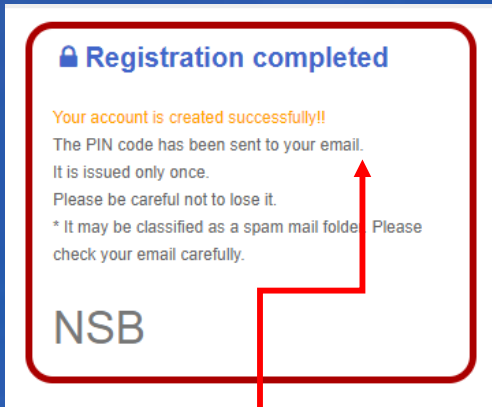 Registration completed
Your account is created successfully!!
The PIN code has been sent to your email.
It is issued only once.
Please be careful not to lose it.
* It may be classified as a spam mail folder. Please
check your email carefully.
NSB